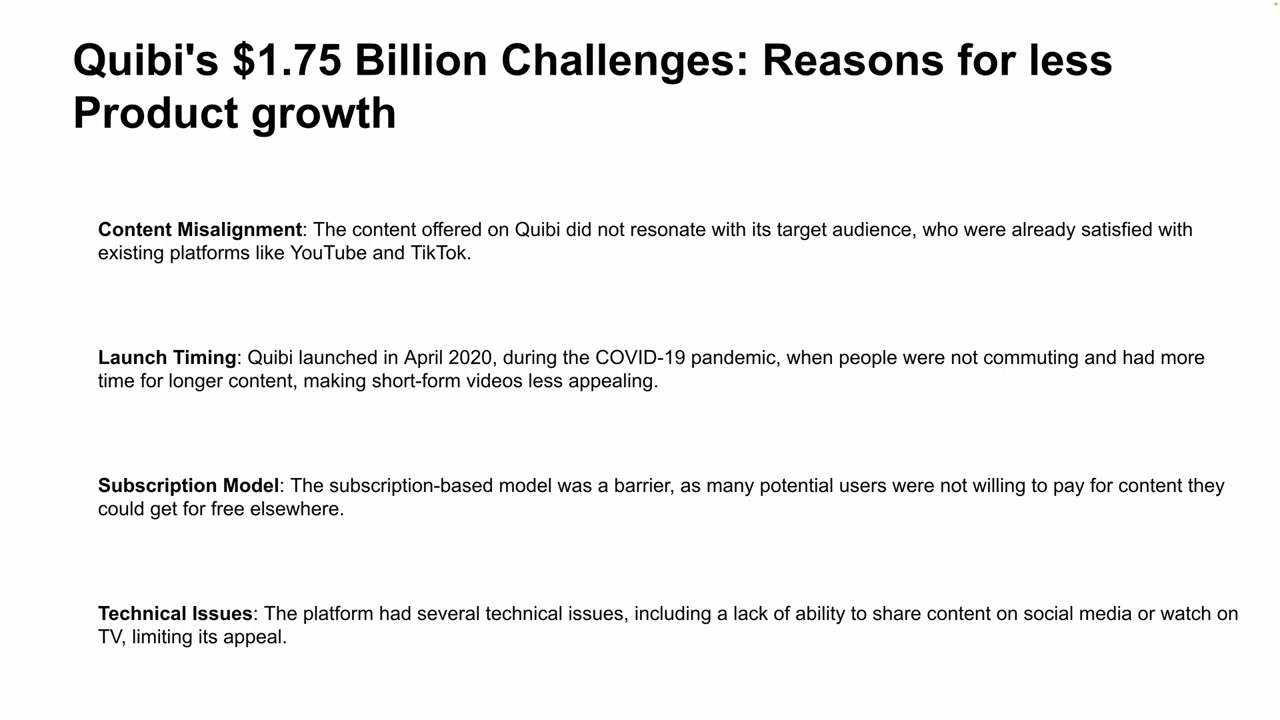 Quibi's $1.75 Billion Challenges: Reasons for less
Product growth
Content Misalignment: The content offered on Quibi did not resonate with its target audience, who were already satisfied with
existing platforms like YouTube and TikTok.
Launch Timing: Quibi launched in April 2020, during the COVID-19 pandemic, when people were not commuting and had more
time for longer content, making short-form videos less appealing.
Subscription Model: The subscription-based model was a barrier, as many potential users were not willing to pay for content they
could get for free elsewhere.
Technical Issues: The platform had several technical issues, including a lack of ability to share content on social media or watch on
TV, limiting its appeal.